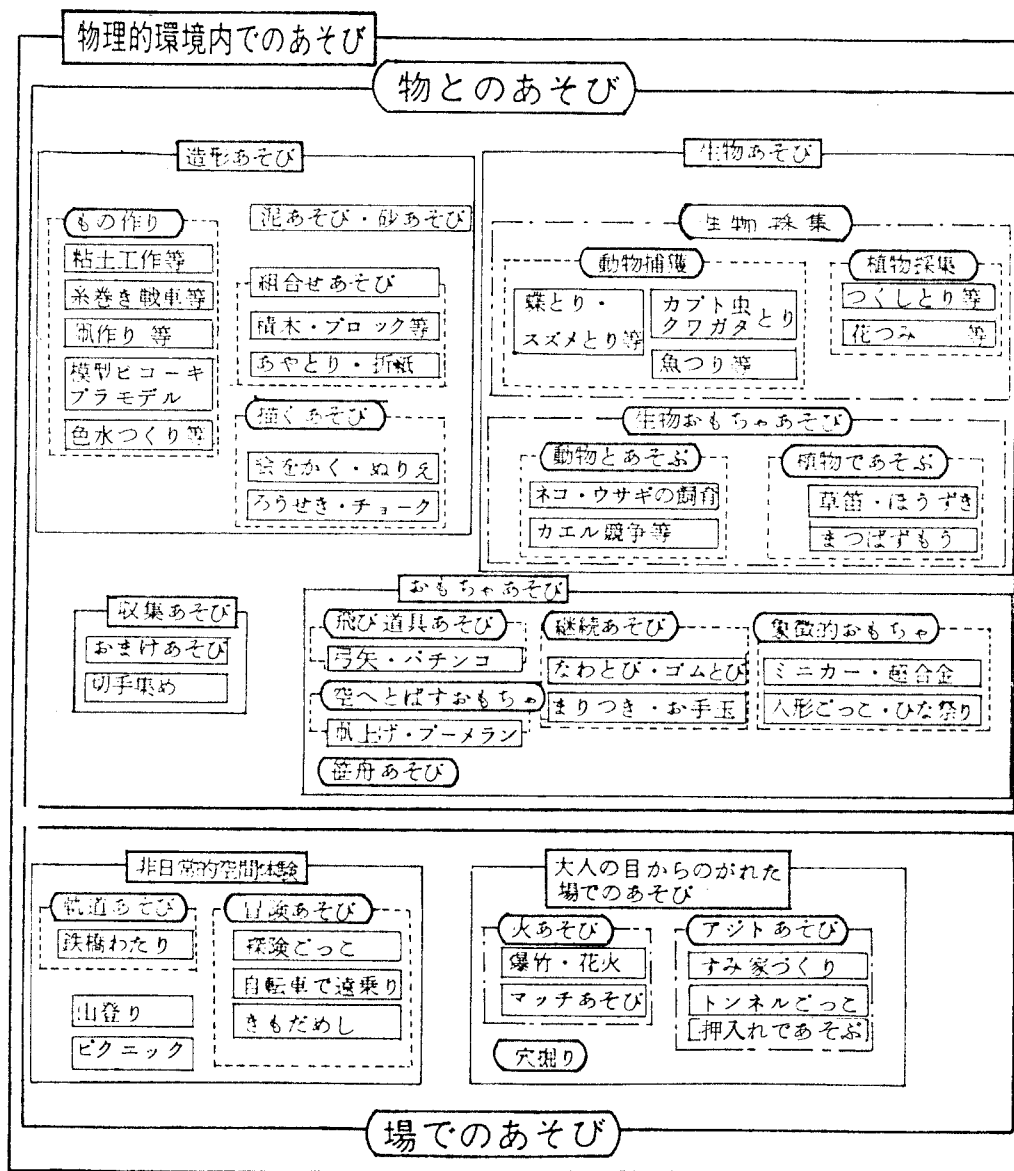 物理的環境内でのあそび
物とのあそび
造形あそび
もの作り
粘土工作等
糸巻き戦車等
凧作り 等
模型ヒコーキ
プラモデル
色水つくり等
泥あそび・砂あそび
組合せあそび
積木・ブロック等
あやとり・折紙
描くあそび
絵をかく・ぬりえ
ろうせき・チョーク
生物あそび
生物採集
動物捕獲
蝶とり・
スズメとり等
カブト虫
クワガタとり
魚つり等
植物採集
つくしとり等
花つみ 等
生物おもちゃあそび
動物とあそぶ
ネコ・ウサギの飼育
カエル競争等
植物であそぶ
草笛・ほうずき
まつばずもう
収集あそび
おまけあそび
切手集め
おもちゃあそび
飛び道具あそび
弓矢・パチンコ
空へとばすおもちゃ
凧上げ・ブーメラン
笹舟あそび
継続あそび
なわとび・ゴムとび
まりつき・お手玉
象徴的おもちゃ
ミニカー・超合金
人形ごっこ・ひな祭り
非日常的空間体験
軌道あそび
鉄橋わたり
山登り
ピクニック
冒険あそび
探険ごっこ
自転車で遠乗り
きもだめし
大人の目からのがれた
場でのあそび
火あそび
爆竹・花火
マッチあそび
穴掘り
アジトあそび
すみ家づくり
トンネルごっこ
押入れであそぶ
場でのあそび